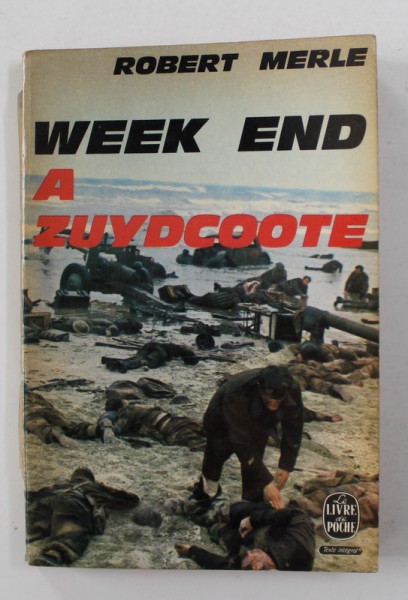 ROBERT MERLE
WEEK END
A
ZUYDCOOTE
Le
LIVRE
de
POCHE
Texte intégral